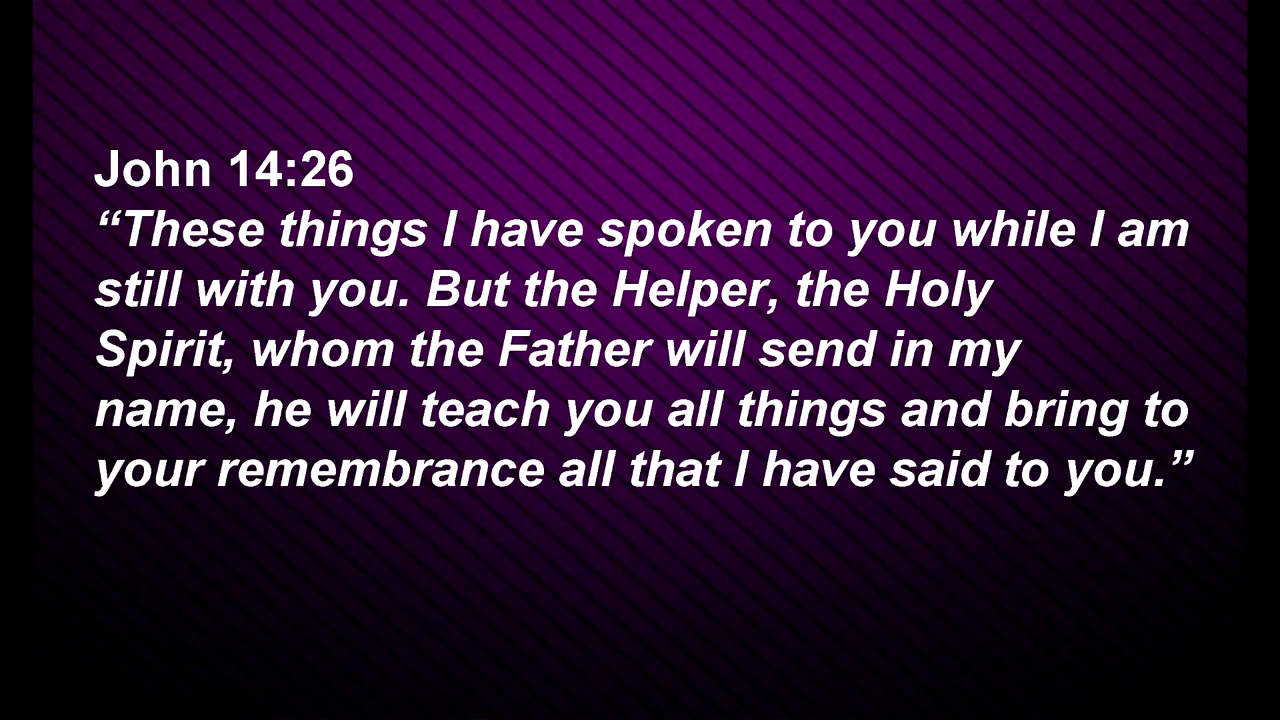 John 14:26
“These things I have spoken to you while I am
still with you. But the Helper, the Holy
Spirit, whom the Father will send in my
name, he will teach you all things and bring to
your remembrance all that I have said to you.”